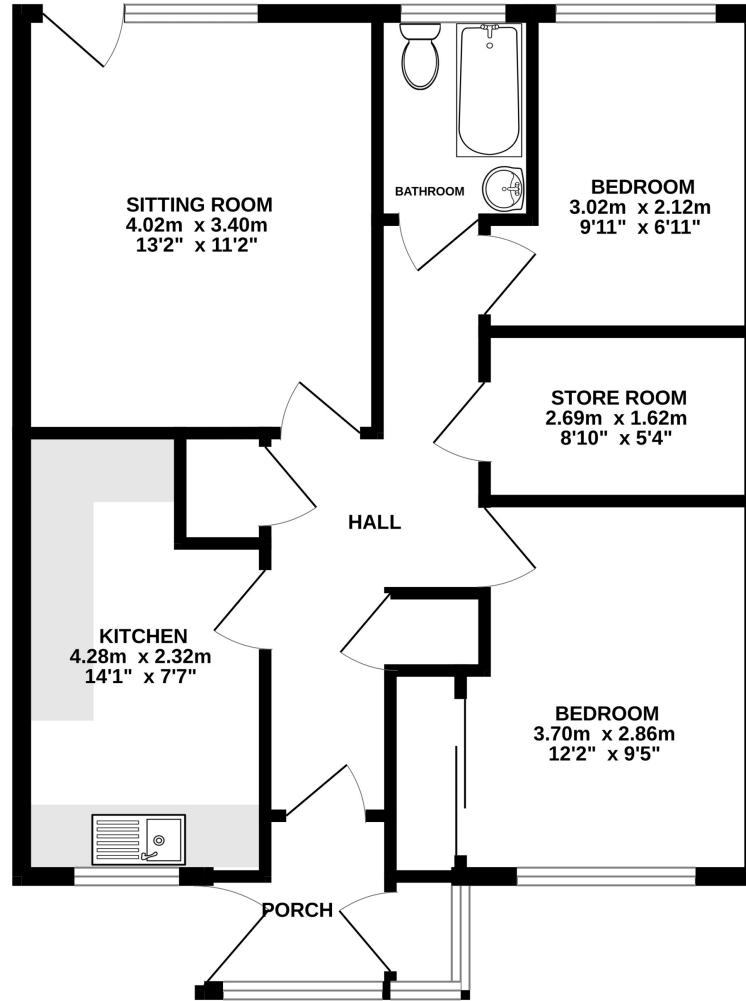 SITTING ROOM
4.02m x 3.40m
13'2" x 11'2"
BATHROOM
BEDROOM
3.02m x 2.12m
9'11" x 6'11"
STORE ROOM
2.69m x 1.62m
8'10" x 5'4"
HALL
KITCHEN
4.28m x 2.32m
14'1" x 7'7"
BEDROOM
3.70m x 2.86m
12'2" x 9'5"
PORCH